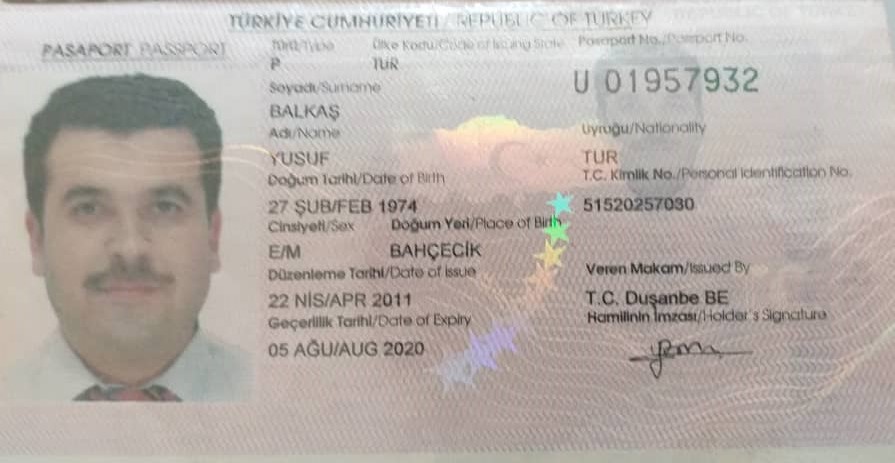 TÜRKİYE CUMHURİYETİ / REPUBLIC OF TURKEY
PASAPORT PASSPORT
Türü/Type Ülke Kodu/Code of Issuing State Pasaport No./Passport No.
P TUR U 01957932
Soyadı/Surname
BALKAŞ
Adı/Name Uyruğu/Nationality
YUSUF TUR
Doğum Tarihi/Date of Birth T.C. Kimlik No./Personal Identification No.
27 ŞUB/FEB 1974 51520257030
Cinsiyeti/Sex Doğum Yeri/Place of Birth
E/M BAHÇECİK
Düzenleme Tarihi/Date of Issue Veren Makam/Issued By
22 NİS/APR 2011 T.C. Duşanbe BE
Geçerlilik Tarihi/Date of Expiry Hamilinin İmzası/Holder's Signature
05 AĞU/AUG 2020